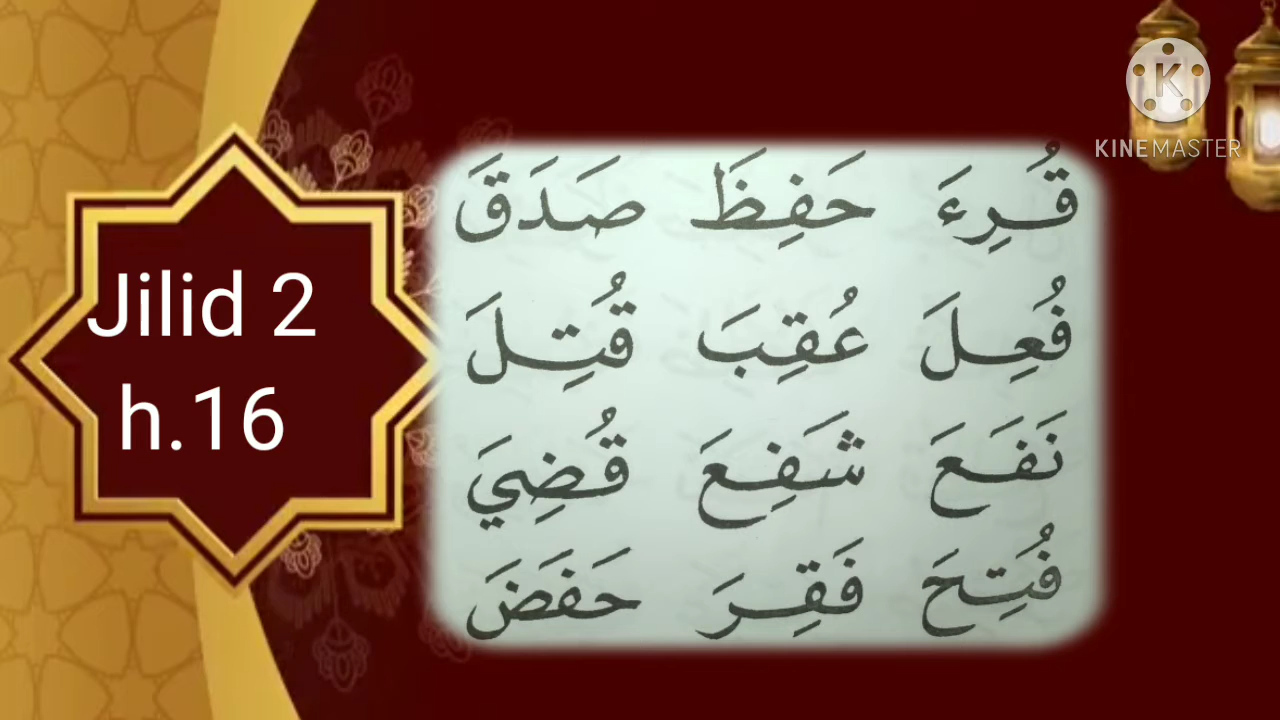 Jilid 2
h.16
قُرِءَ حَفِظَ صَدَقَ
فُعِلَ عُقِبَ قُتِلَ
نَفَعَ شَفِعَ قُضِيَ
فُتِحَ فَقِرَ حَفَضَ
KINEMASTER